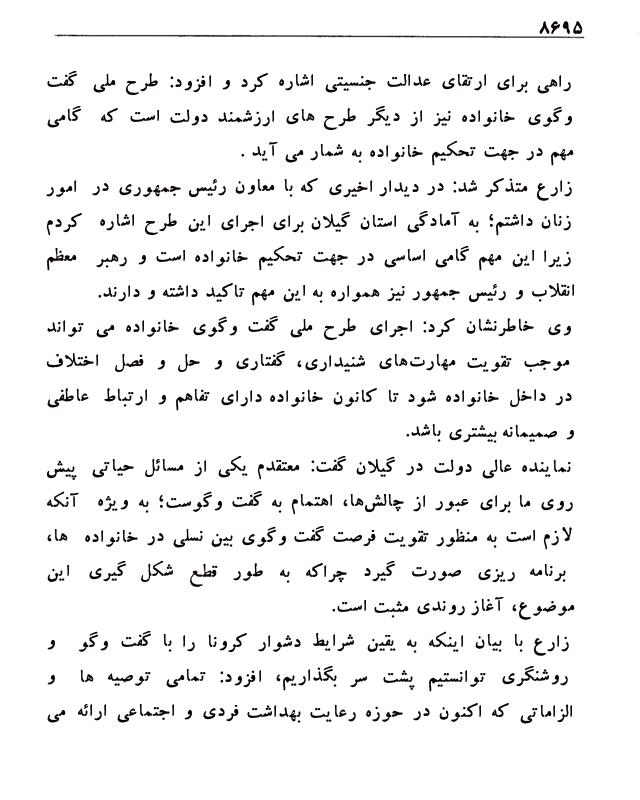 ۸۶۹۵
راهی برای ارتقای عدالت جنسیتی اشاره کرد و افزود: طرح ملی گفت
وگوی خانواده نیز از دیگر طرح های ارزشمند دولت است که گامی
مهم در جهت تحکیم خانواده به شمار می آید .
زارع متذکر شد: در دیدار اخیری که با معاون رئیس جمهوری در امور
زنان داشتم؛ به آمادگی استان گیلان برای اجرای این طرح اشاره کردم
زیرا این مهم گامی اساسی در جهت تحکیم خانواده است و رهبر معظم
انقلاب و رئیس جمهور نیز همواره به این مهم تاکید داشته و دارند.
وی خاطرنشان کرد: اجرای طرح ملی گفت وگوی خانواده می تواند
موجب تقویت مهارت‌های شنیداری، گفتاری و حل و فصل اختلاف
در داخل خانواده شود تا کانون خانواده دارای تفاهم و ارتباط عاطفی
و صمیمانه بیشتری باشد.
نماینده عالی دولت در گیلان گفت: معتقدم یکی از مسائل حیاتی پیش
روی ما برای عبور از چالش‌ها، اهتمام به گفت وگوست؛ به ویژه آنکه
لازم است به منظور تقویت فرصت گفت وگوی بین نسلی در خانواده ها،
برنامه ریزی صورت گیرد چراکه به طور قطع شکل گیری این
موضوع، آغاز روندی مثبت است.
زارع با بیان اینکه به یقین شرایط دشوار کرونا را با گفت وگو و
روشنگری توانستیم پشت سر بگذاریم، افزود: تمامی توصیه ها و
الزاماتی که اکنون در حوزه رعایت بهداشت فردی و اجتماعی ارائه می